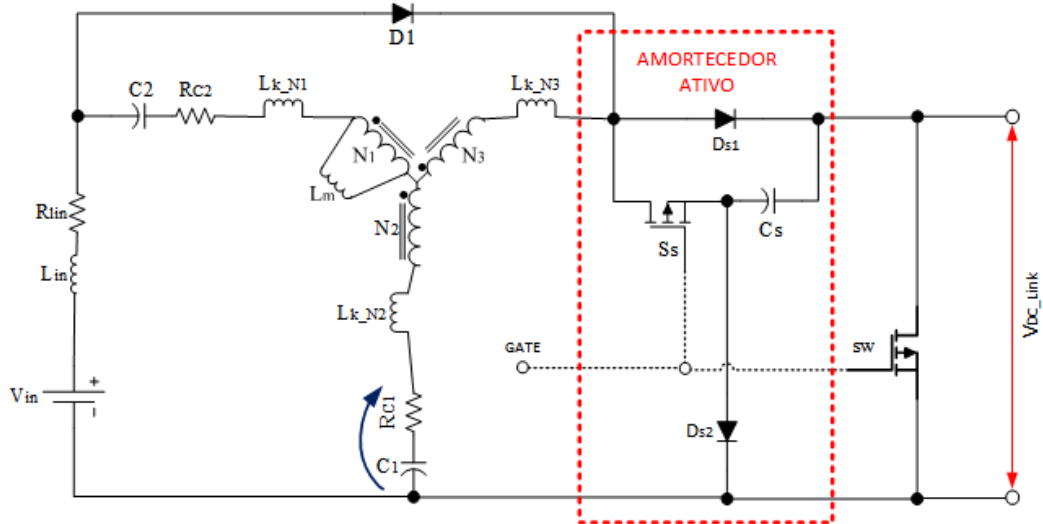 D1
AMORTECEDOR
ATIVO
C2
RC2
Lk_N1
Lk_N3
Ds1
N1
N3
Lm
Rlin
N2
Cs
Ss
Lin
Lk_N2
VDC_Link
GATE
sw
Vin
+
-
RC1
Ds2
C1